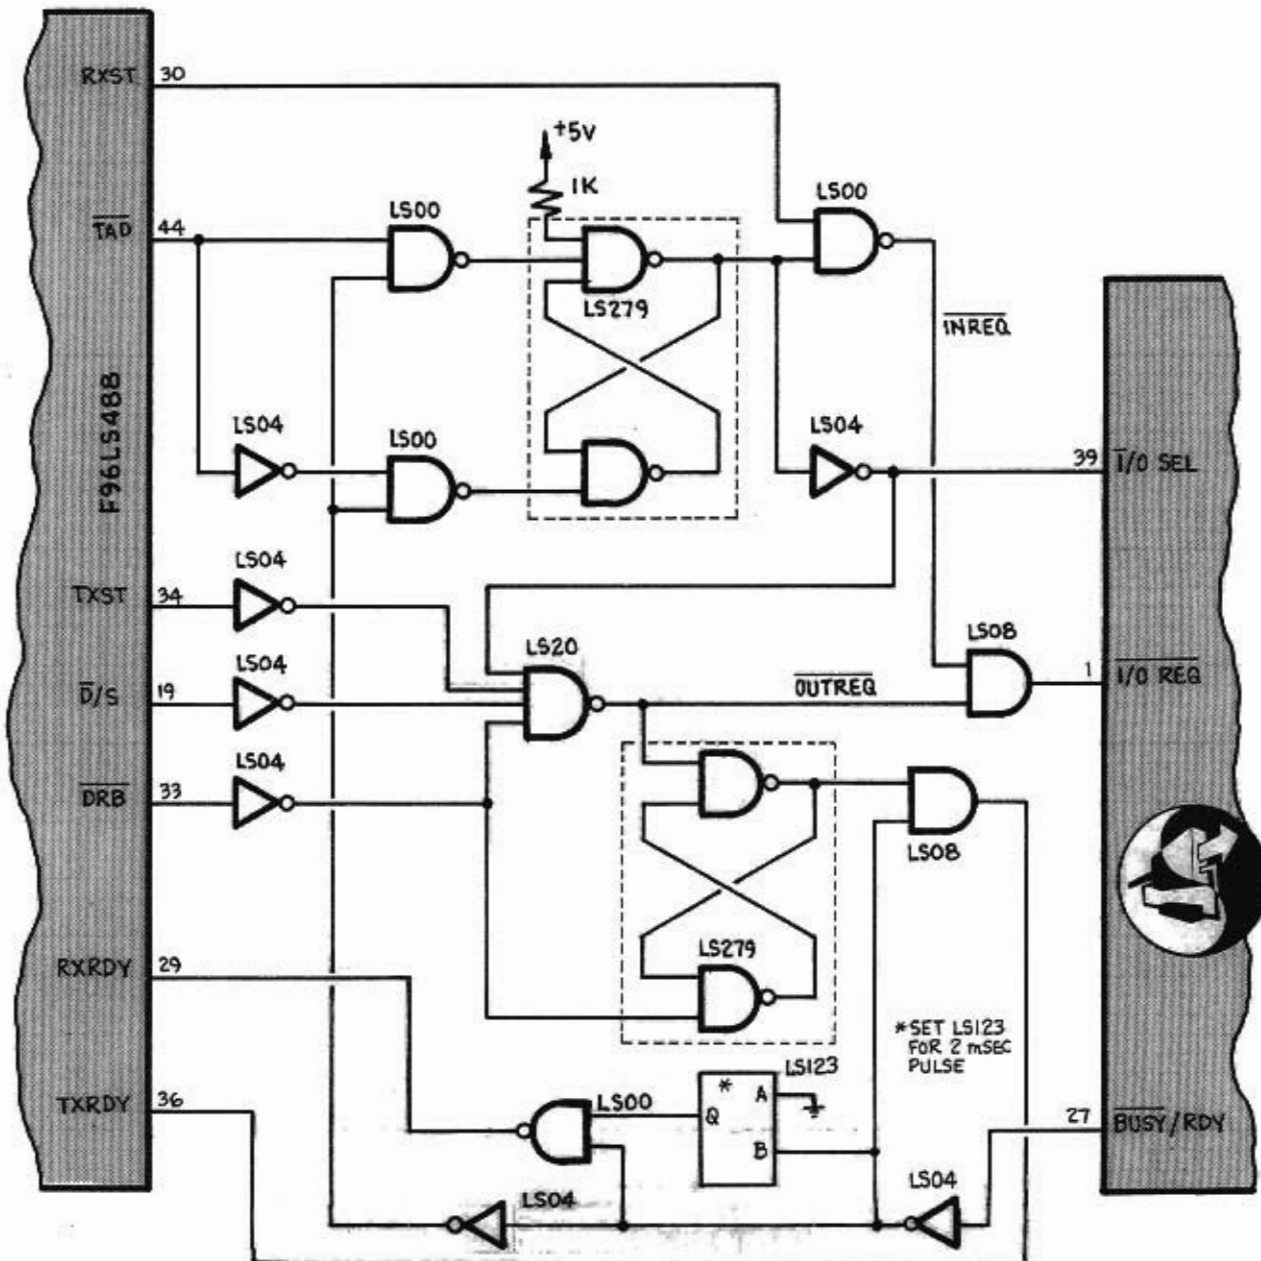 RXST 30
+5V
1K
LS00
LS00
TAD 44
LS279
INREQ
F96LS488
LS04
LS00
LS04
39 I/O SEL
LS04
TXST 34
LS20
LS08
LS04
D/S 19
OUTREQ
1 I/O REQ
LS04
DRB 33
LS08
LS279
RXRDY 29
*SET LS123
FOR 2 mSEC
PULSE
LS123
* A
LS00
Q
TXRDY 36
27 BUSY/RDY
B
LS04
LS04